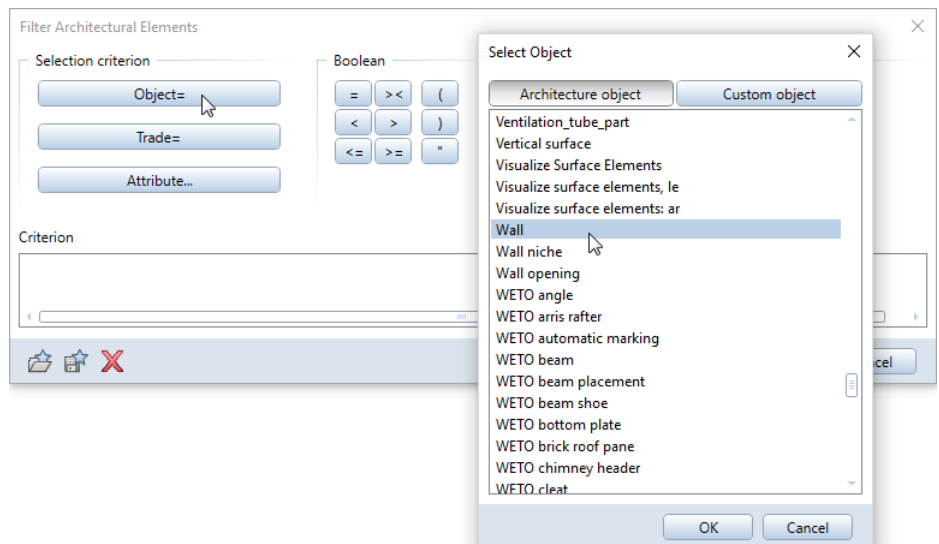 Filter Architectural Elements
Selection criterion
Object=
Trade=
Attribute...
Boolean
= >< (
< > )
<= >= "
Criterion
Select Object
Architecture object Custom object
Ventilation_tube_part
Vertical surface
Visualize Surface Elements
Visualize surface elements, le
Visualize surface elements: ar
Wall
Wall niche
Wall opening
WETO angle
WETO arris rafter
WETO automatic marking
WETO beam
WETO beam placement
WETO beam shoe
WETO bottom plate
WETO brick roof pane
WETO chimney header
WETO cleat
OK Cancel
cel